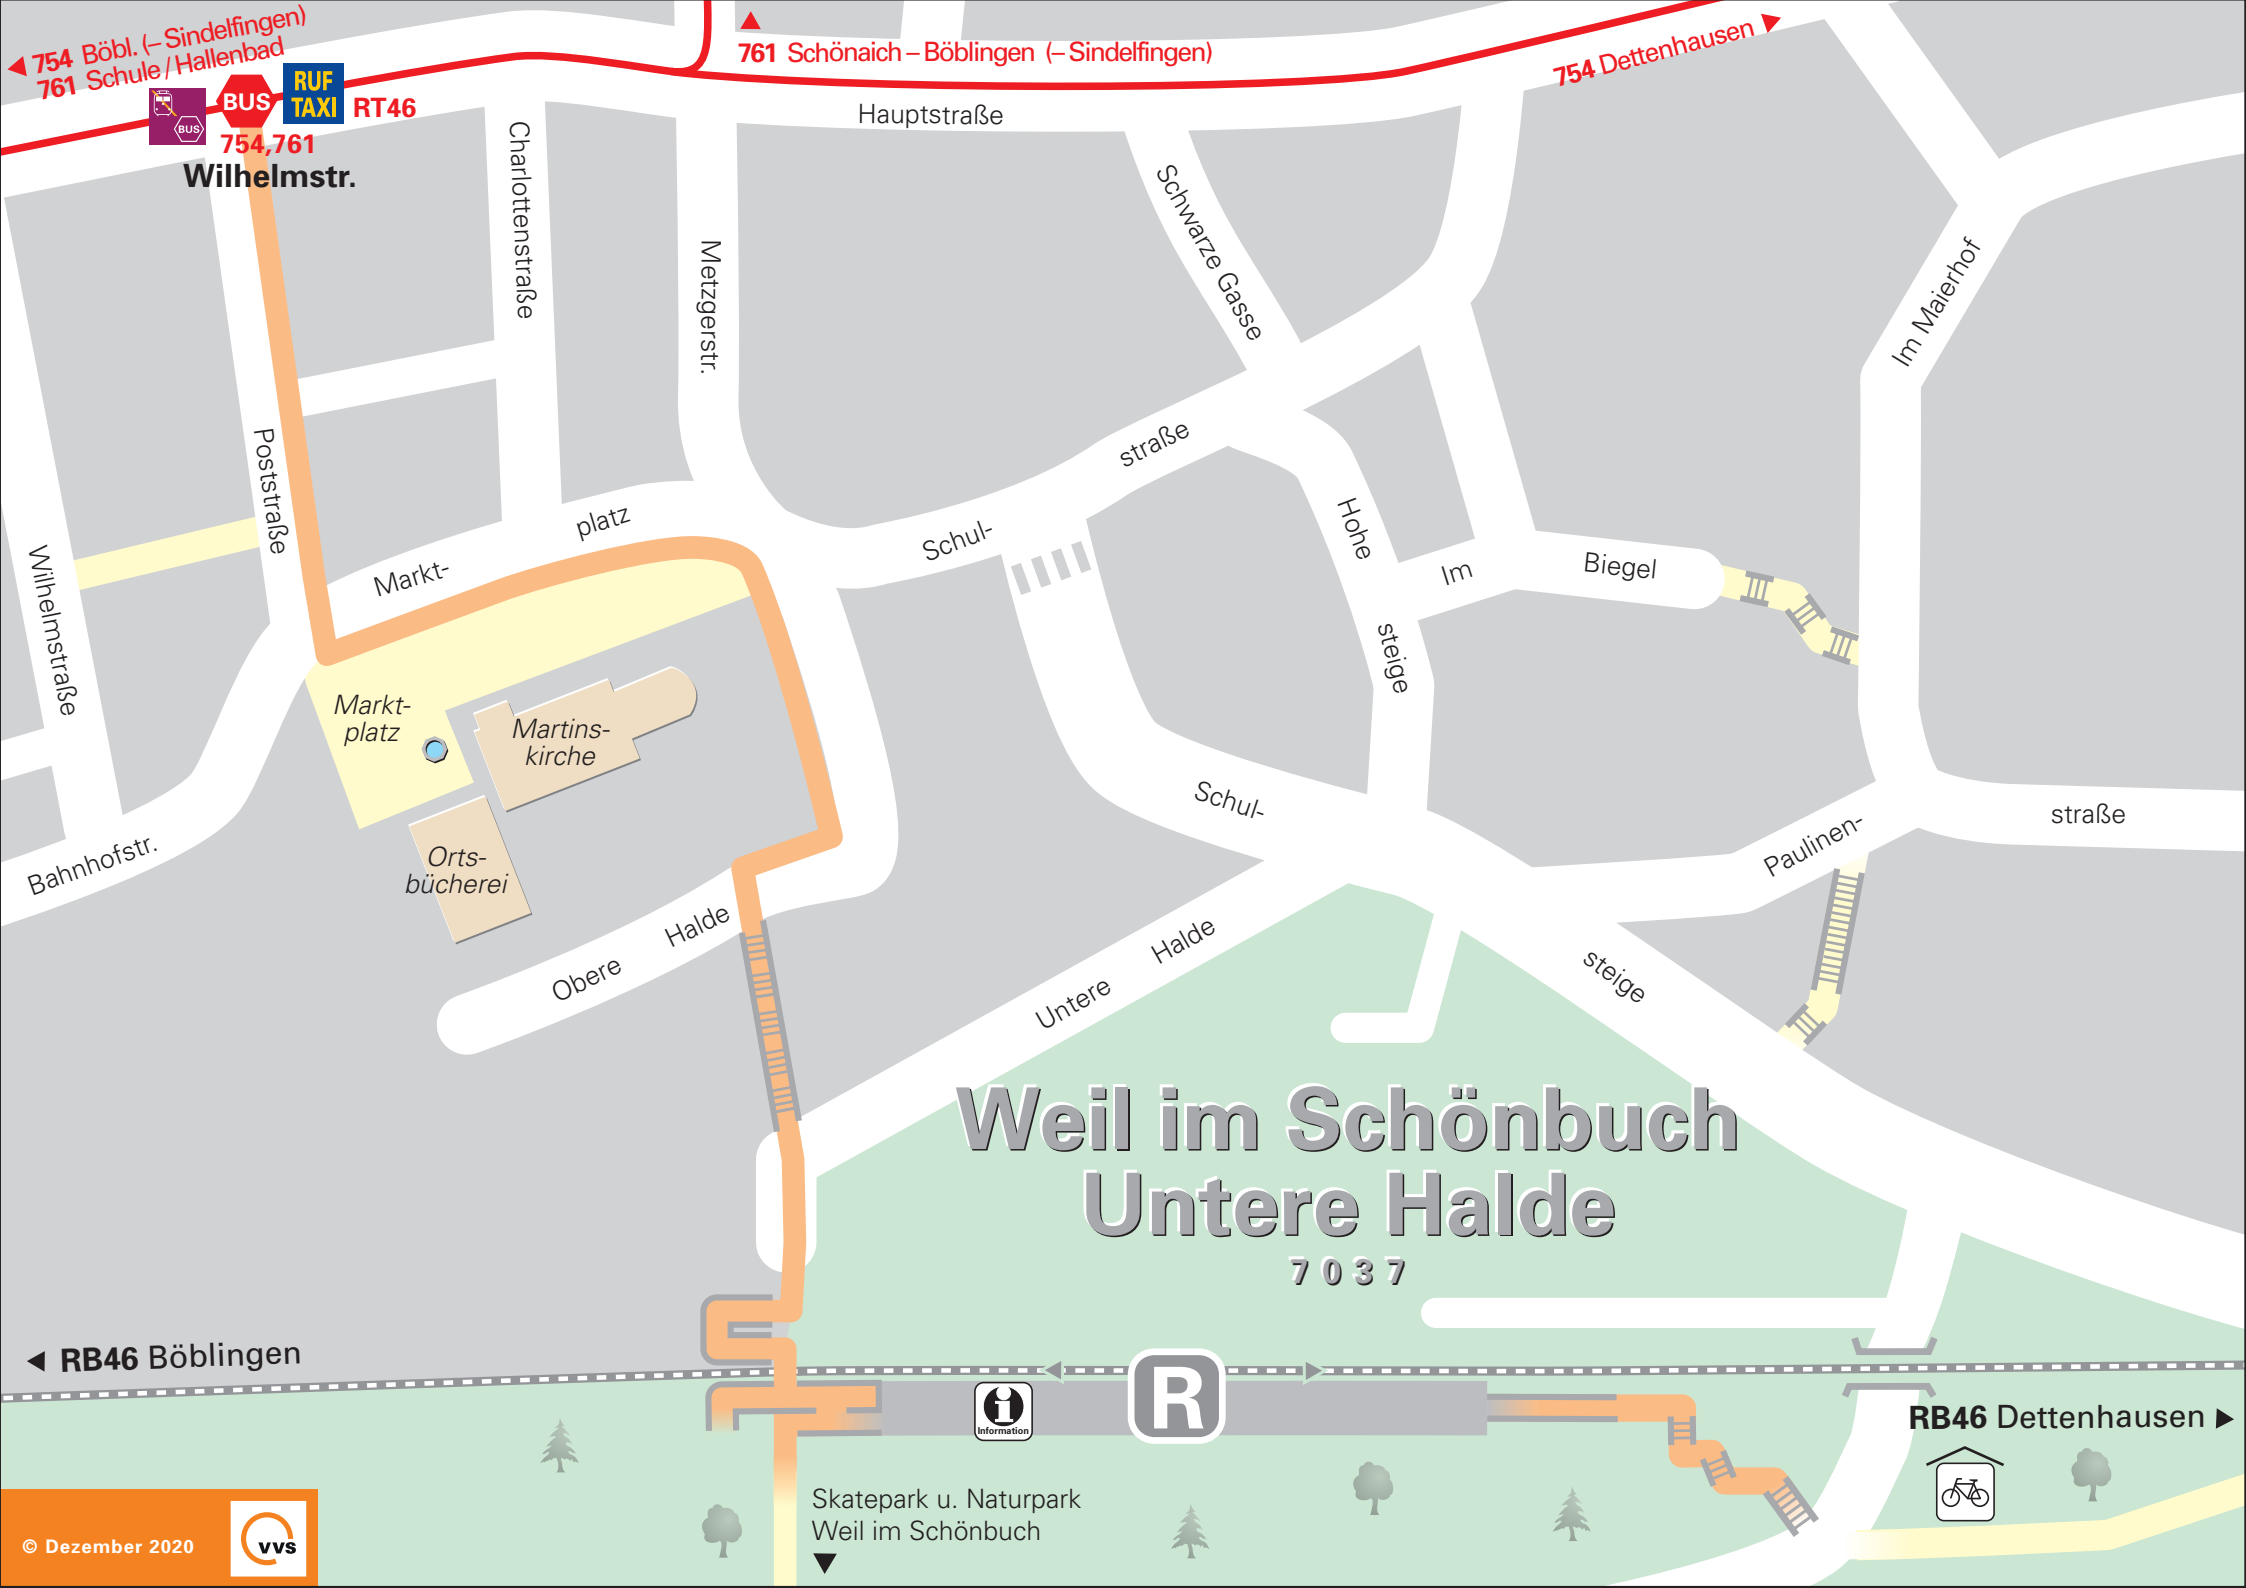 754 Böbl. (– Sindelfingen)
761 Schule / Hallenbad
761 Schönaich – Böblingen (– Sindelfingen)
754 Dettenhausen
BUS
BUS
RUF
TAXI
RT46
754,761
Wilhelmstr.
Hauptstraße
Charlottenstraße
Metzgerstr.
Schwarze Gasse
Im Maierhof
Poststraße
Wilhelmstraße
Markt-
platz
Schul-
straße
Hohe
steige
Im
Biegel
Markt-
platz
Martins-
kirche
Orts-
bücherei
Bahnhofstr.
Schul-
steige
Paulinen-
straße
Obere Halde
Untere Halde
Weil im Schönbuch
Untere Halde
7037
RB46 Böblingen
R
i
Information
RB46 Dettenhausen
Skatepark u. Naturpark
Weil im Schönbuch
© Dezember 2020
vvs